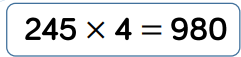 245 × 4 = 980